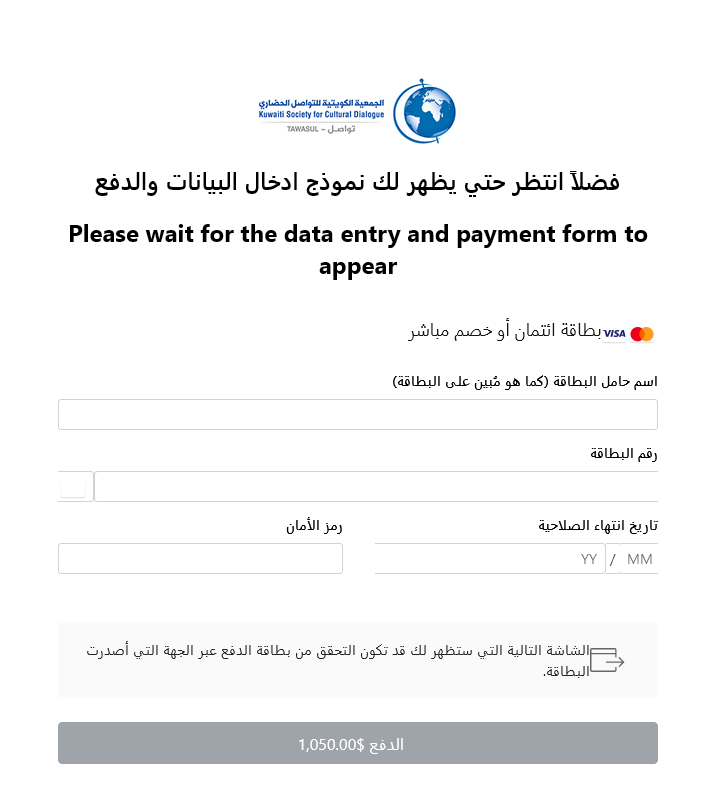 الجمعية الكويتية للتواصل الحضاري
Kuwaiti Society for Cultural Dialogue
TAWASUL - تواصل
فضلاً انتظر حتي يظهر لك نموذج ادخال البيانات والدفع
Please wait for the data entry and payment form to
appear
بطاقة ائتمان أو خصم مباشر VISA
اسم حامل البطاقة (كما هو مُبين على البطاقة)
رقم البطاقة
تاريخ انتهاء الصلاحية
MM / YY
رمز الأمان
الشاشة التالية التي ستظهر لك قد تكون التحقق من بطاقة الدفع عبر الجهة التي أصدرت
البطاقة.
الدفع $1,050.00